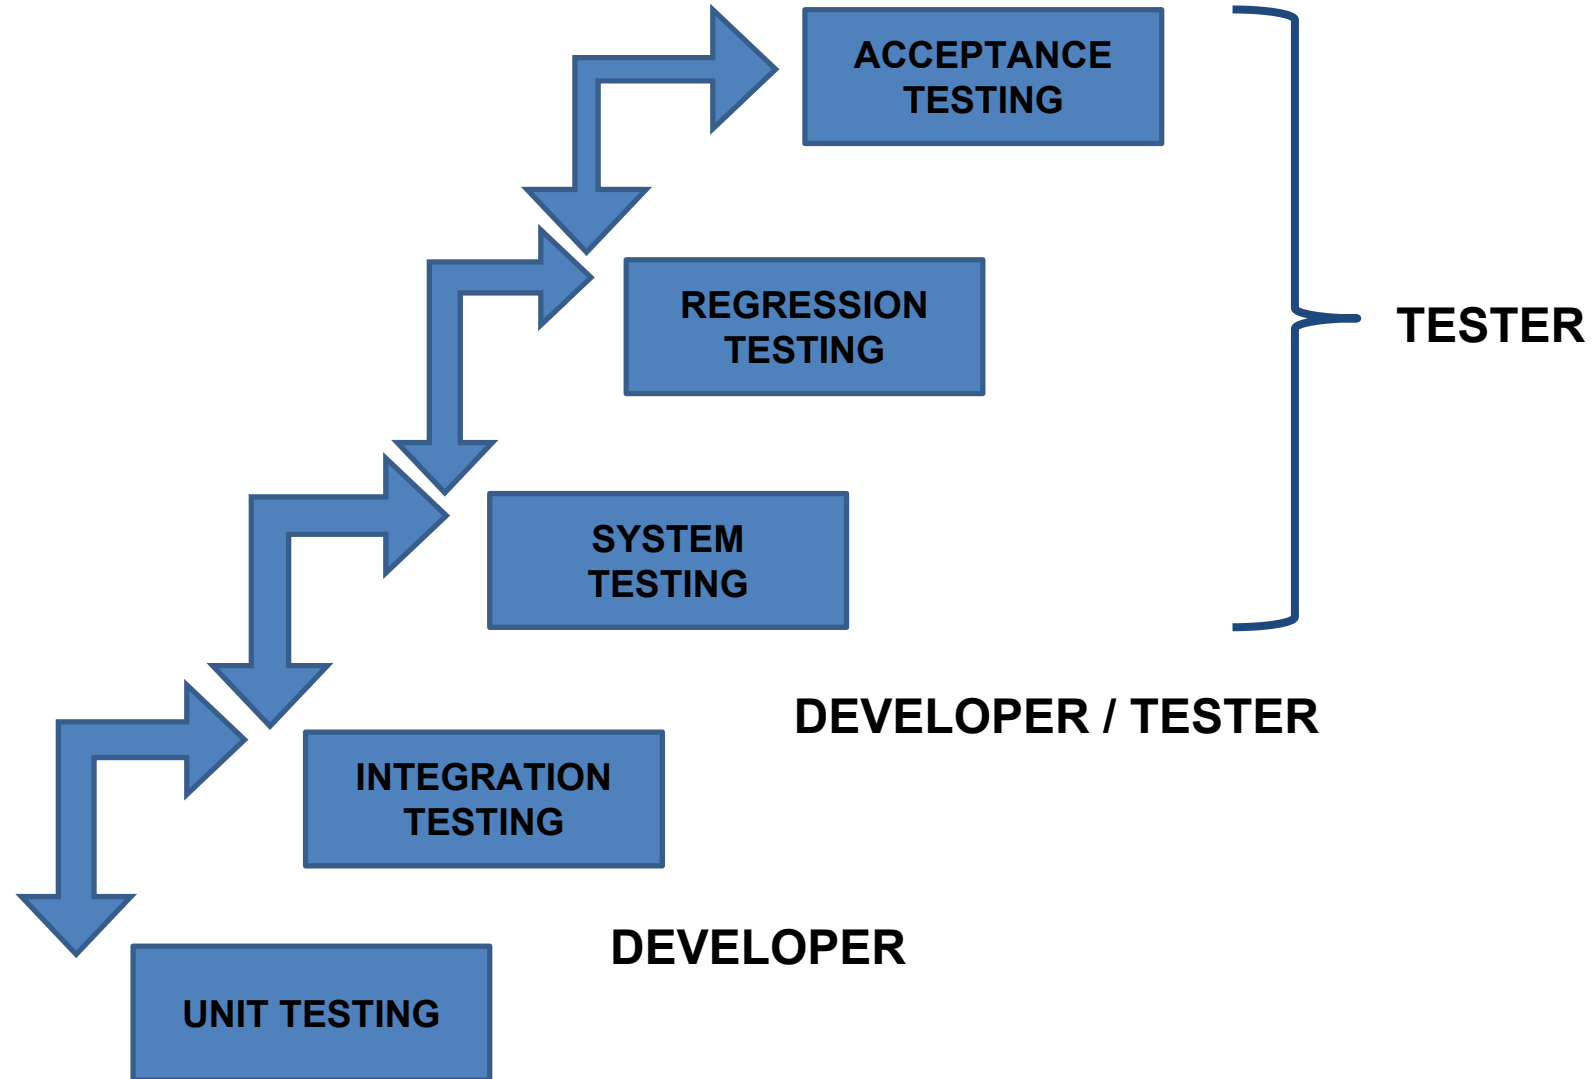 ACCEPTANCE
TESTING
REGRESSION
TESTING
TESTER
SYSTEM
TESTING
DEVELOPER / TESTER
INTEGRATION
TESTING
DEVELOPER
UNIT TESTING